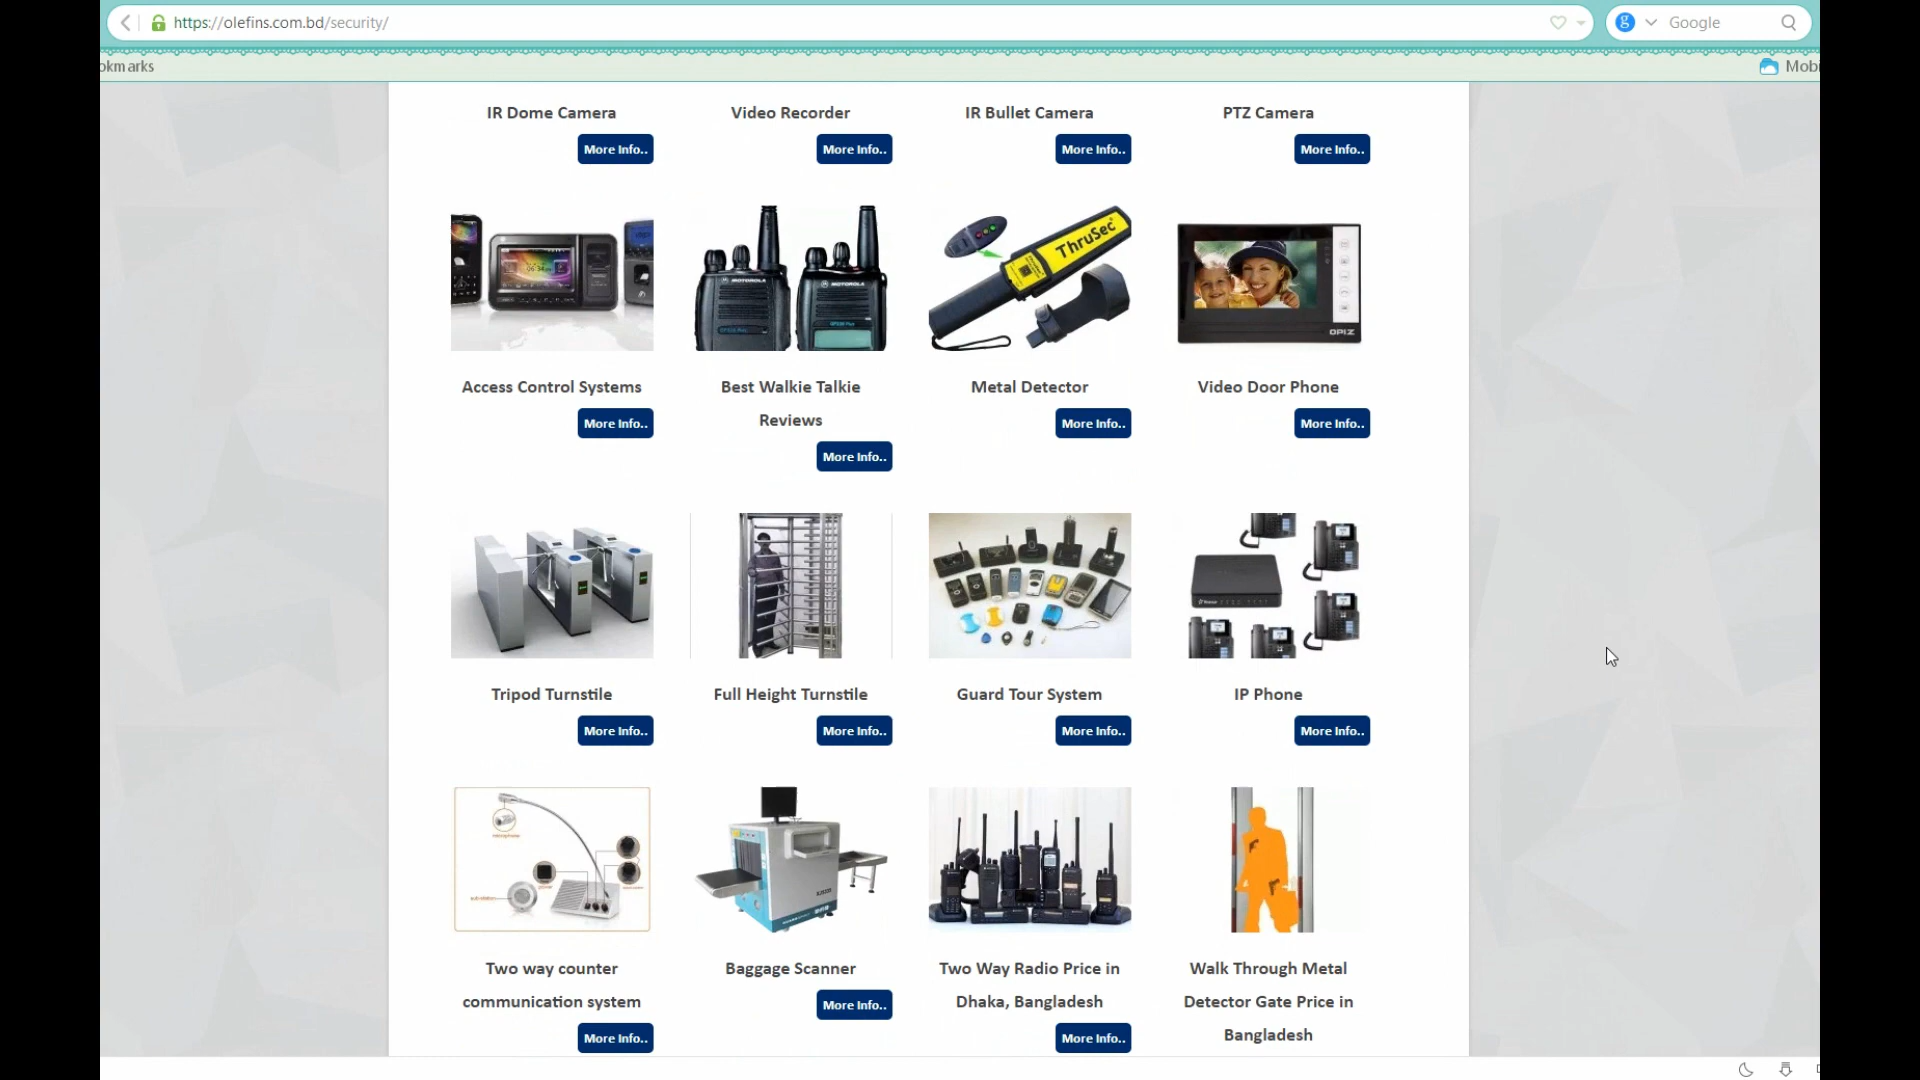 https://olefins.com.bd/security/
Google
okmarks
Mobi
IR Dome Camera
Video Recorder
IR Bullet Camera
PTZ Camera
More Info..
More Info..
More Info..
More Info..
MOTOROLA
MOTOROLA
ThruSec
OPIZ
Access Control Systems
Best Walkie Talkie
Reviews
Metal Detector
Video Door Phone
More Info..
More Info..
More Info..
More Info..
Tripod Turnstile
Full Height Turnstile
Guard Tour System
IP Phone
More Info..
More Info..
More Info..
More Info..
Two way counter
communication system
Baggage Scanner
Two Way Radio Price in
Dhaka, Bangladesh
Walk Through Metal
Detector Gate Price in
Bangladesh
More Info..
More Info..
More Info..